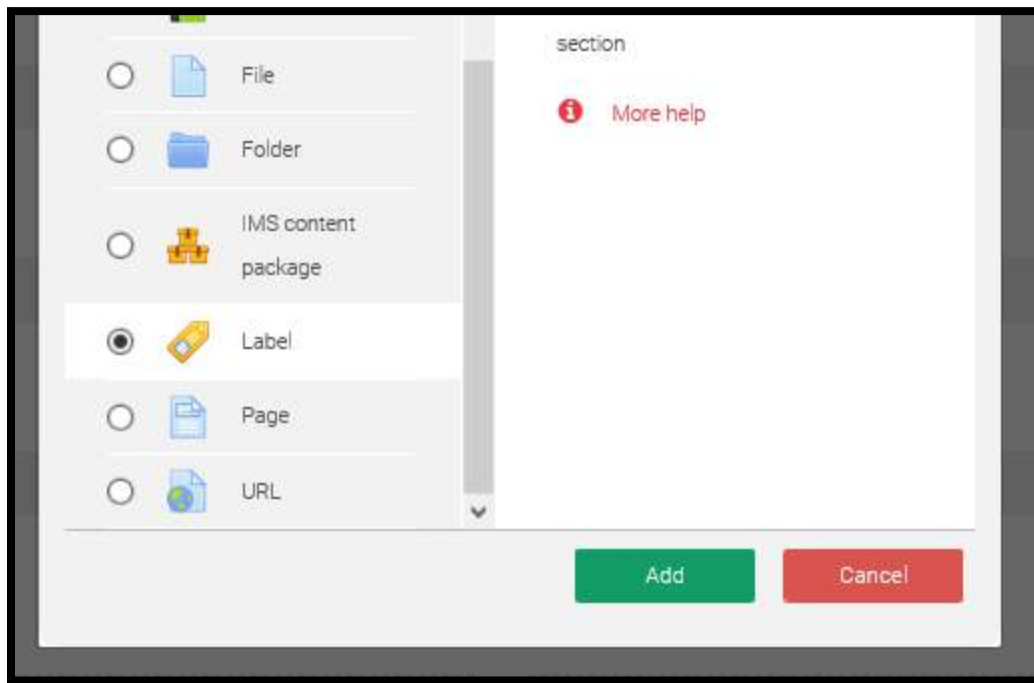 section
More help
File
Folder
IMS content
package
Label
Page
URL
Add
Cancel